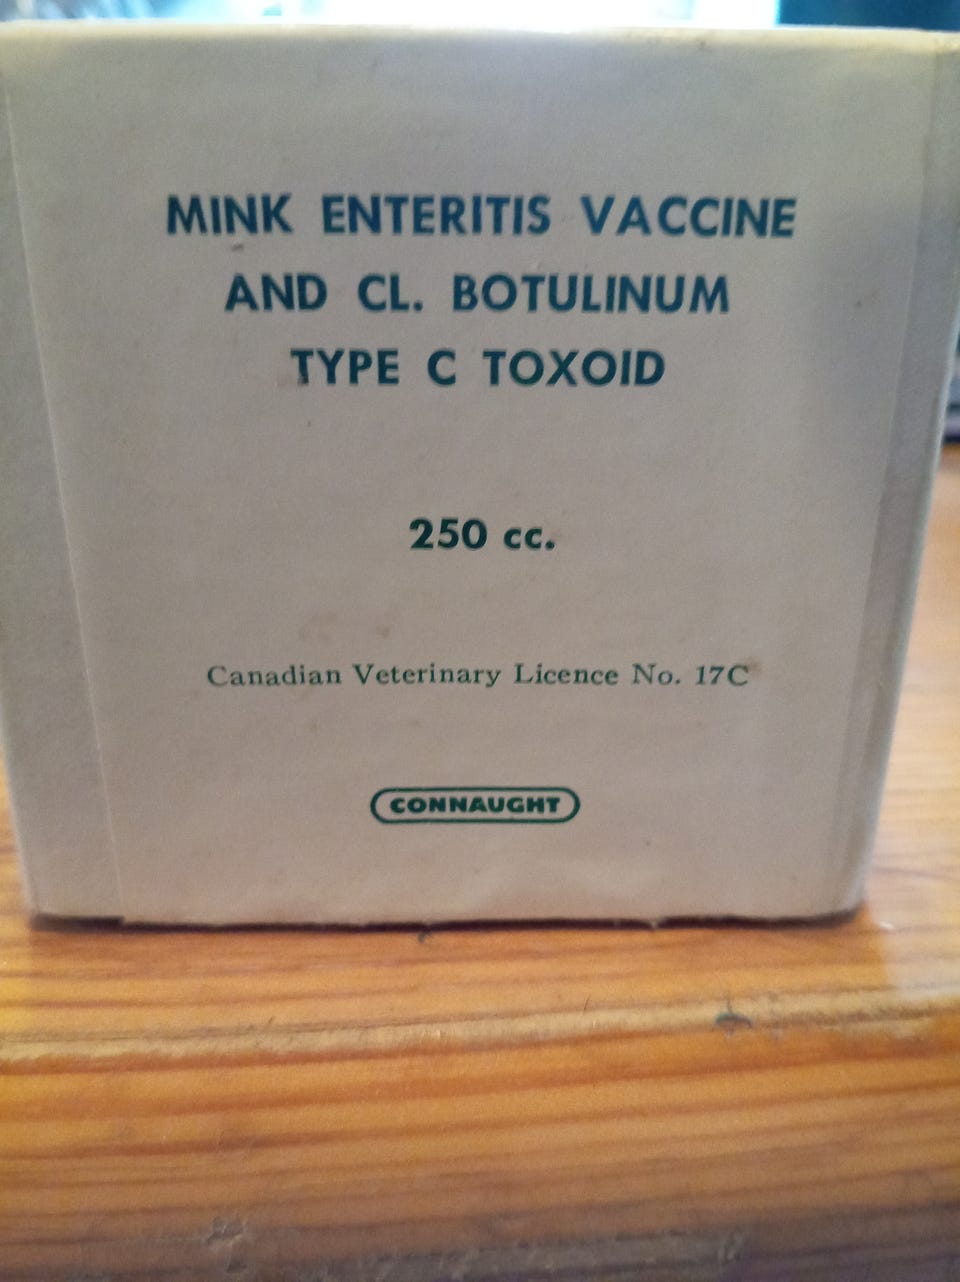 MINK ENTERITIS VACCINE
AND CL. BOTULINUM
TYPE C TOXOID
250 cc.
Canadian Veterinary Licence No. 17C
CONNAUGHT